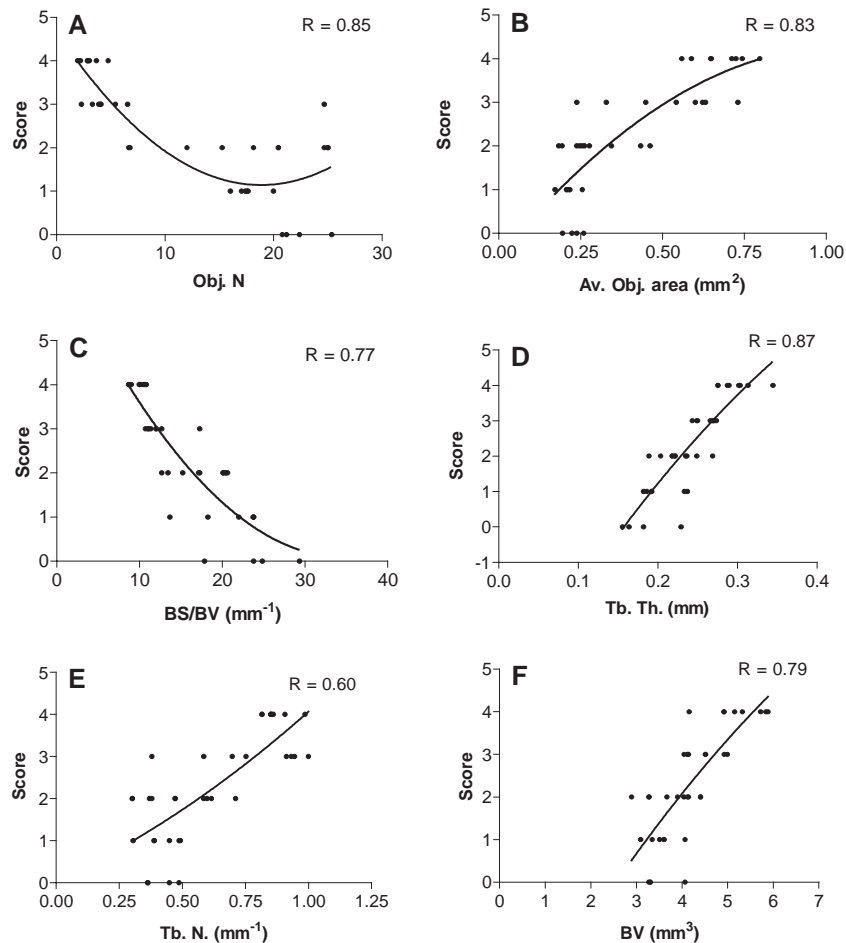 A
R = 0.85
5
4
3
2
1
0
Score
0 10 20 30
Obj. N
B
R = 0.83
5
4
3
2
1
0
Score
0.00 0.25 0.50 0.75 1.00
Av. Obj. area (mm²)
C
R = 0.77
5
4
3
2
1
0
Score
0 10 20 30 40
BS/BV (mm⁻¹)
D
R = 0.87
5
4
3
2
1
0
-1
Score
0.0 0.1 0.2 0.3 0.4
Tb. Th. (mm)
E
R = 0.60
5
4
3
2
1
0
Score
0.00 0.25 0.50 0.75 1.00 1.25
Tb. N. (mm⁻¹)
F
R = 0.79
5
4
3
2
1
0
Score
0 1 2 3 4 5 6 7
BV (mm³)